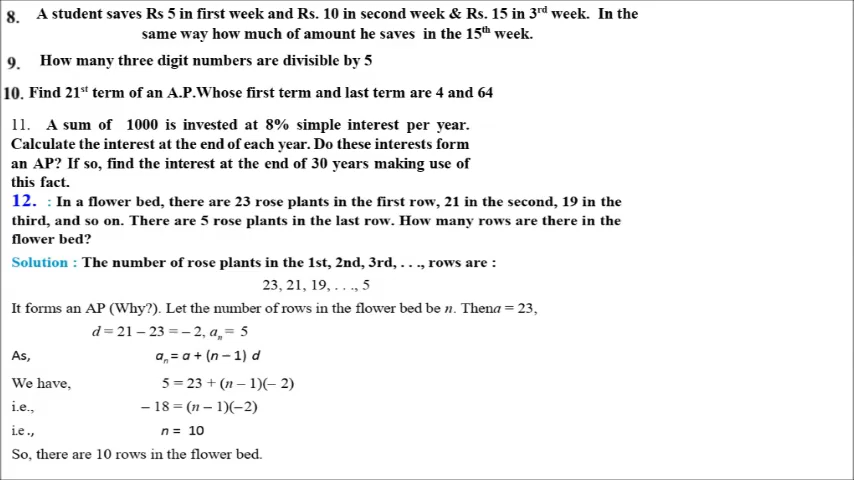 8. A student saves Rs 5 in first week and Rs. 10 in second week & Rs. 15 in 3rd week. In the
same way how much of amount he saves in the 15th week.
9. How many three digit numbers are divisible by 5
10. Find 21st term of an A.P.Whose first term and last term are 4 and 64
11. A sum of 1000 is invested at 8% simple interest per year.
Calculate the interest at the end of each year. Do these interests form
an AP? If so, find the interest at the end of 30 years making use of
this fact.
12. : In a flower bed, there are 23 rose plants in the first row, 21 in the second, 19 in the
third, and so on. There are 5 rose plants in the last row. How many rows are there in the
flower bed?
Solution : The number of rose plants in the 1st, 2nd, 3rd, . . ., rows are :
23, 21, 19, . . ., 5
It forms an AP (Why?). Let the number of rows in the flower bed be n. Thena = 23,
d = 21 – 23 = – 2, an = 5
As, an = a + (n – 1) d
We have, 5 = 23 + (n – 1)(– 2)
i.e., – 18 = (n – 1)(–2)
i.e., n = 10
So, there are 10 rows in the flower bed.